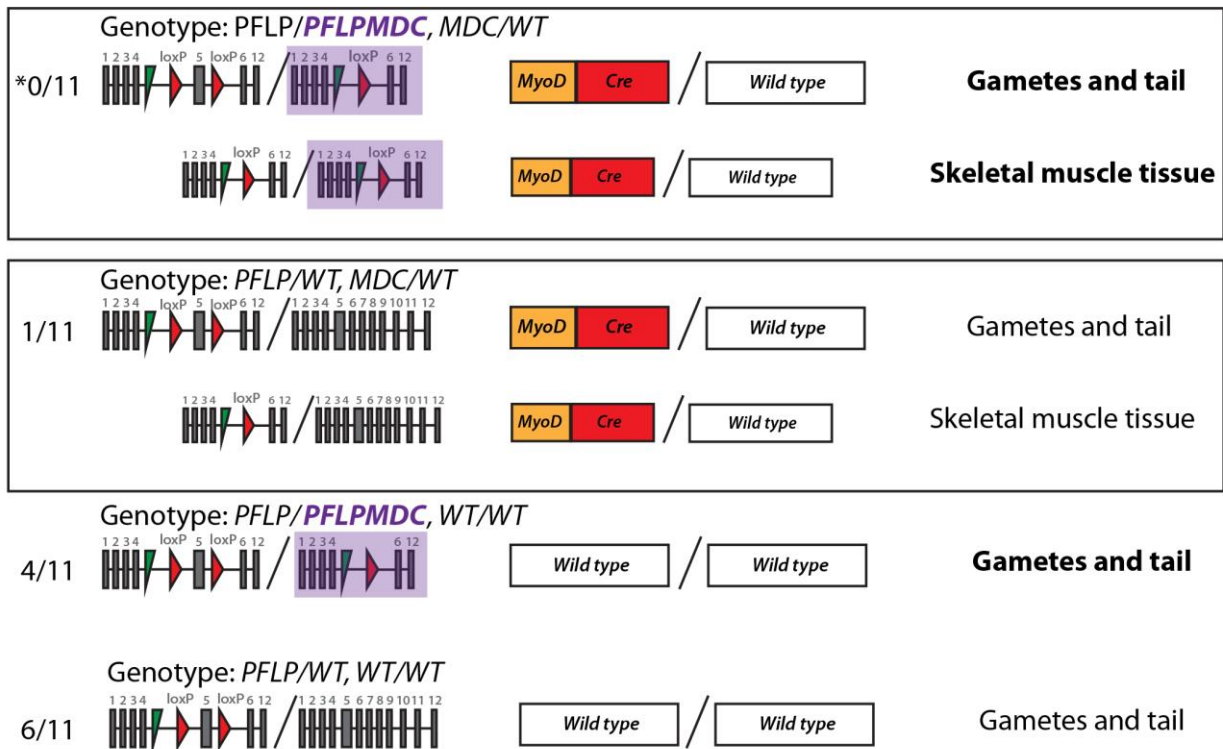 Genotype: PFLP/PFLPMDC, MDC/WT
loxP loxP loxP
1 2 3 4 5 6 12 1 2 3 4 6 12
*0/11 MyoD Cre Wild type Gametes and tail
loxP loxP
1 2 3 4 6 12 1 2 3 4 6 12
MyoD Cre Wild type Skeletal muscle tissue
Genotype: PFLP/WT, MDC/WT
loxP loxP
1 2 3 4 5 6 12 1 2 3 4 5 6 7 8 9 10 11 12
1/11 MyoD Cre Wild type Gametes and tail
loxP
1 2 3 4 6 12 1 2 3 4 5 6 7 8 9 10 11 12
MyoD Cre Wild type Skeletal muscle tissue
Genotype: PFLP/PFLPMDC, WT/WT
loxP loxP
1 2 3 4 5 6 12 1 2 3 4 6 12
4/11 Wild type Wild type Gametes and tail
Genotype: PFLP/WT, WT/WT
loxP loxP
1 2 3 4 5 6 12 1 2 3 4 5 6 7 8 9 10 11 12
6/11 Wild type Wild type Gametes and tail